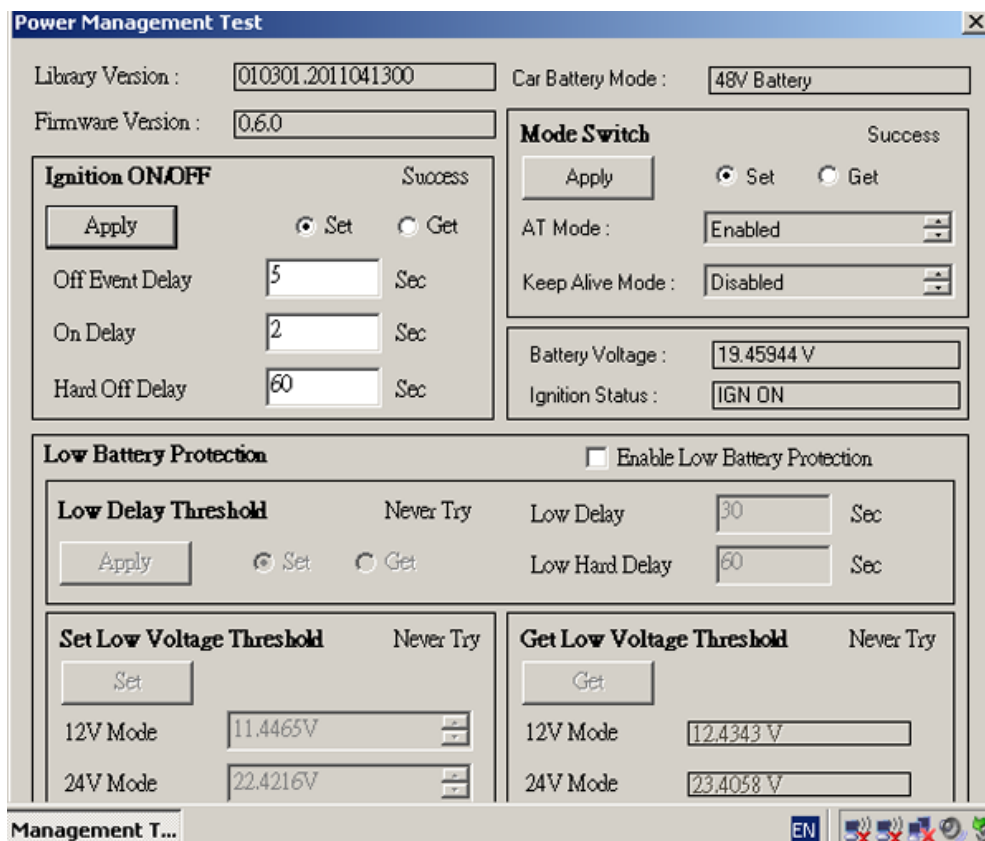 Power Management Test
Library Version : 010301.2011041300
Firmware Version : 0.6.0
Car Battery Mode : 48V Battery
Ignition ON/OFF Success
Apply Set Get
Off Event Delay 5 Sec
On Delay 2 Sec
Hard Off Delay 60 Sec
Mode Switch Success
Apply Set Get
AT Mode : Enabled
Keep Alive Mode : Disabled
Battery Voltage : 19.45944 V
Ignition Status : IGN ON
Low Battery Protection Enable Low Battery Protection
Low Delay Threshold Never Try
Apply Set Get
Low Delay 30 Sec
Low Hard Delay 60 Sec
Set Low Voltage Threshold Never Try
Set
12V Mode 11.4465V
24V Mode 22.4216V
Get Low Voltage Threshold Never Try
Get
12V Mode 12.4343 V
24V Mode 23.4058 V
Management T... EN